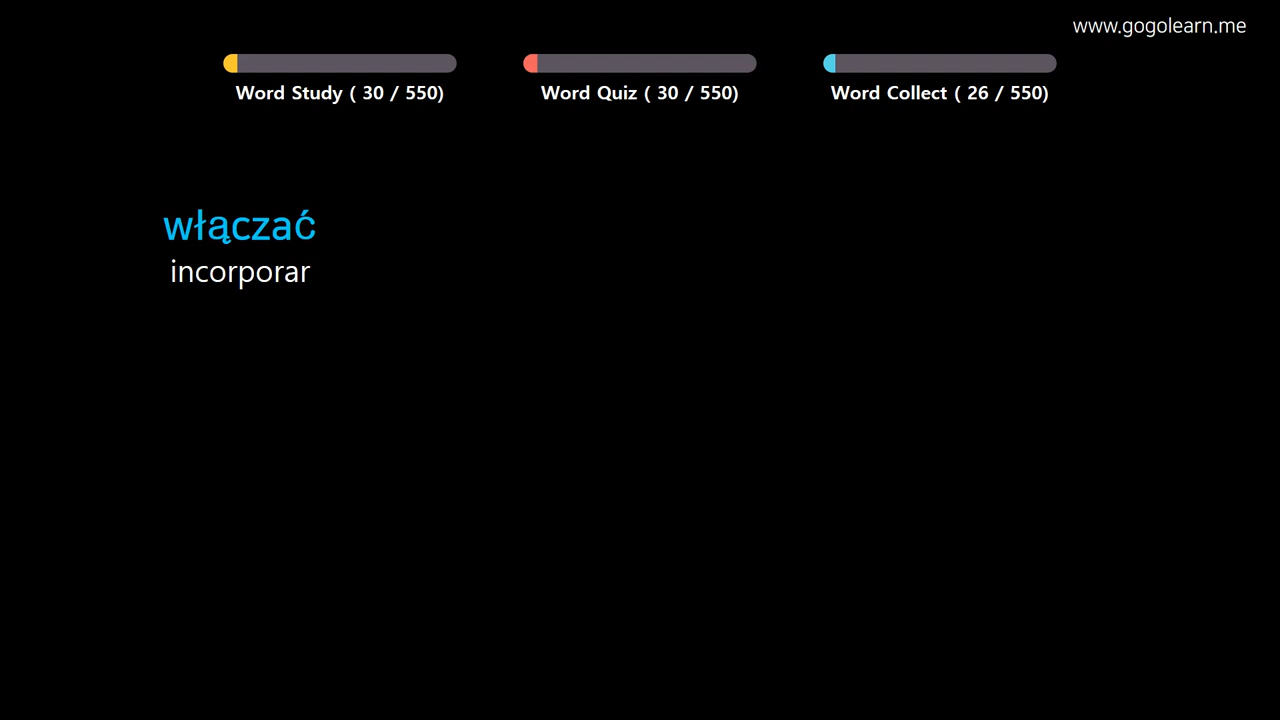 www.gogolearn.me
Word Study ( 30 / 550)
Word Quiz ( 30 / 550)
Word Collect ( 26 / 550)
włączać
incorporar